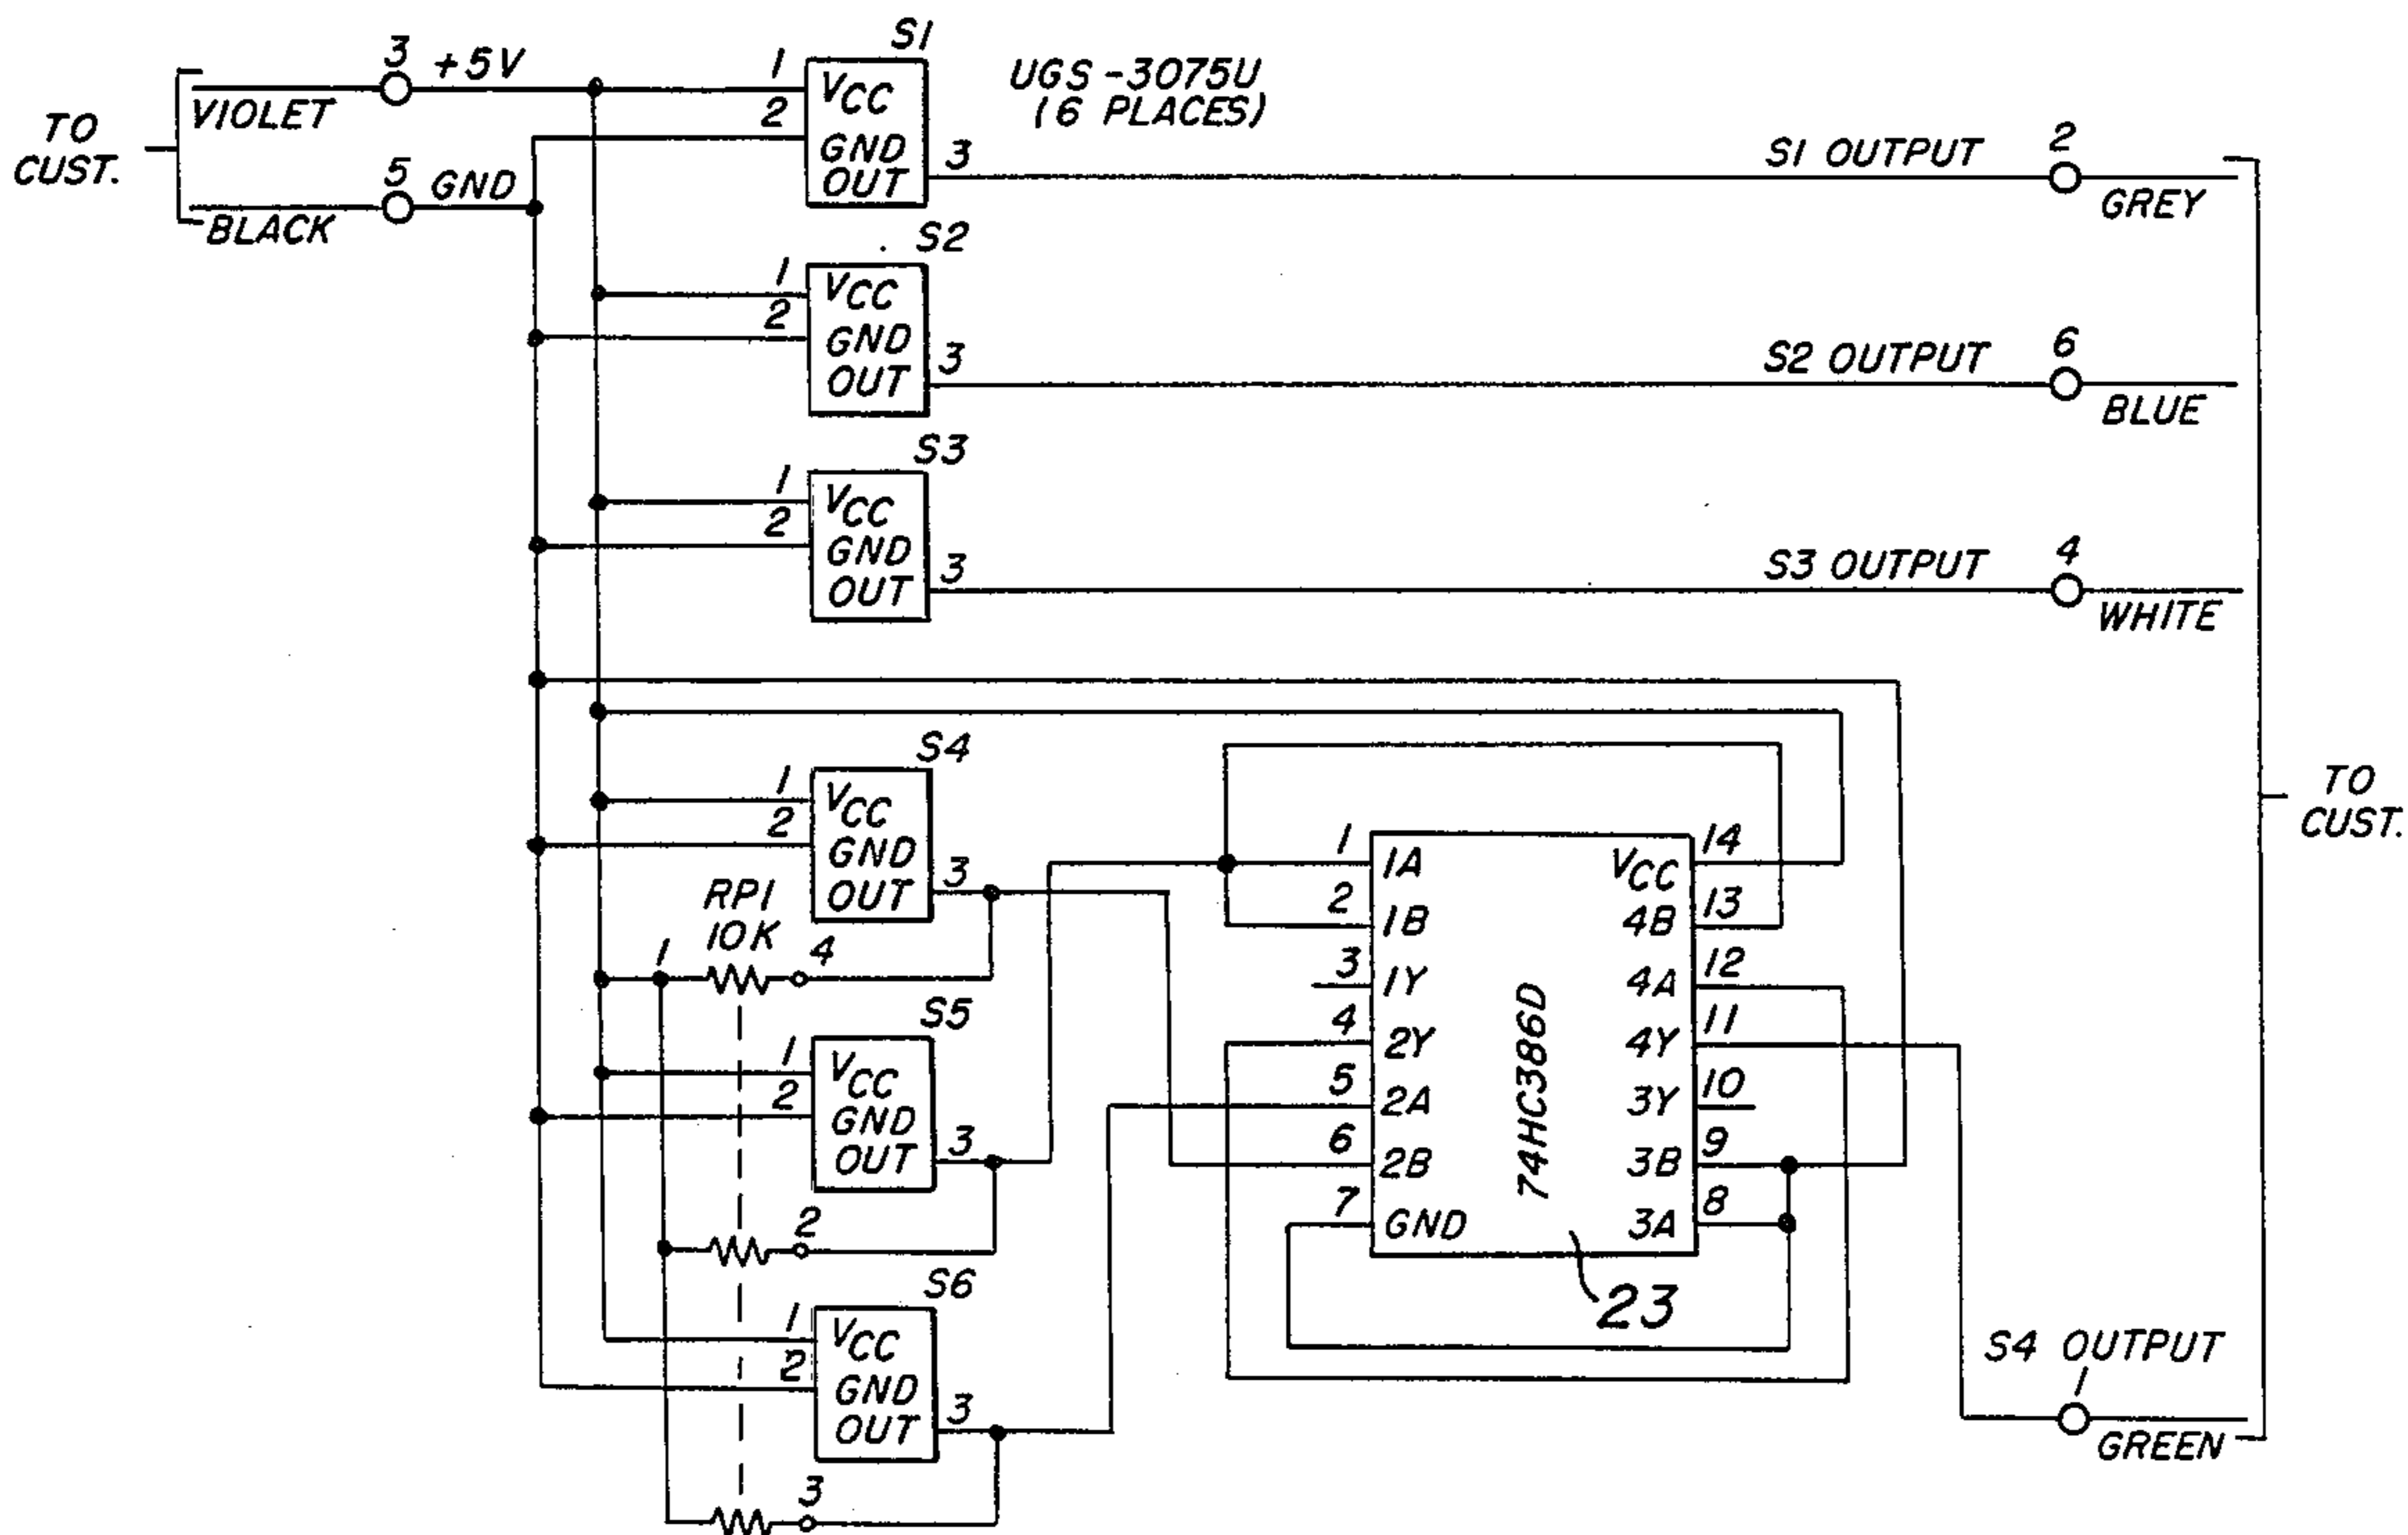 S1
3 +5V
1
VCC
UGS-3075U
(6 PLACES)
VIOLET
2
TO
CUST.
GND
3
S1 OUTPUT
2
5 GND
OUT
GREY
BLACK
S2
1
VCC
2
GND
3
S2 OUTPUT
6
OUT
BLUE
S3
1
VCC
2
GND
3
S3 OUTPUT
4
OUT
WHITE
S4
1
VCC
2
GND
3
OUT
TO
CUST.
RP1
10K
1
4
1
1A
VCC
14
2
1B
4B
13
3
1Y
4A
12
4
2Y
4Y
11
5
2A
3Y
10
6
2B
3B
9
7
GND
3A
8
74HC386D
23
S5
1
VCC
2
GND
3
OUT
2
S6
1
VCC
2
GND
3
OUT
3
S4 OUTPUT
1
GREEN